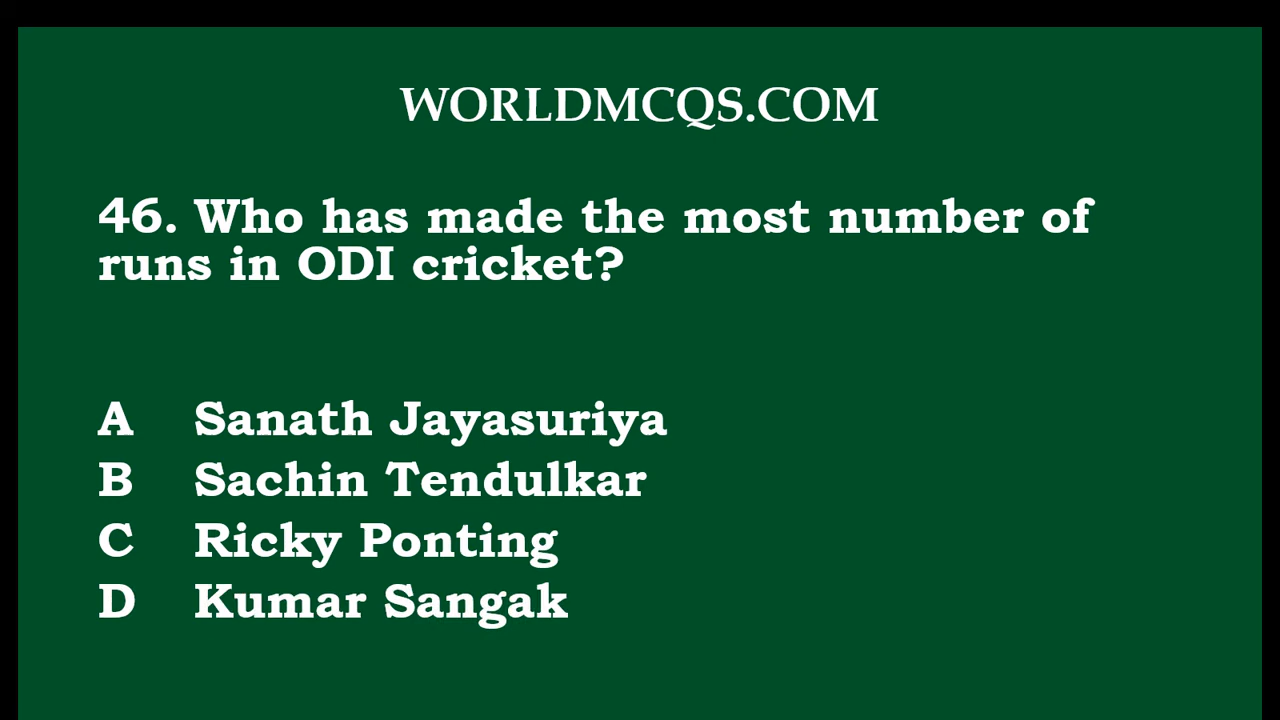 WORLDMCQS.COM
46. Who has made the most number of
runs in ODI cricket?
A Sanath Jayasuriya
B Sachin Tendulkar
C Ricky Ponting
D Kumar Sangak